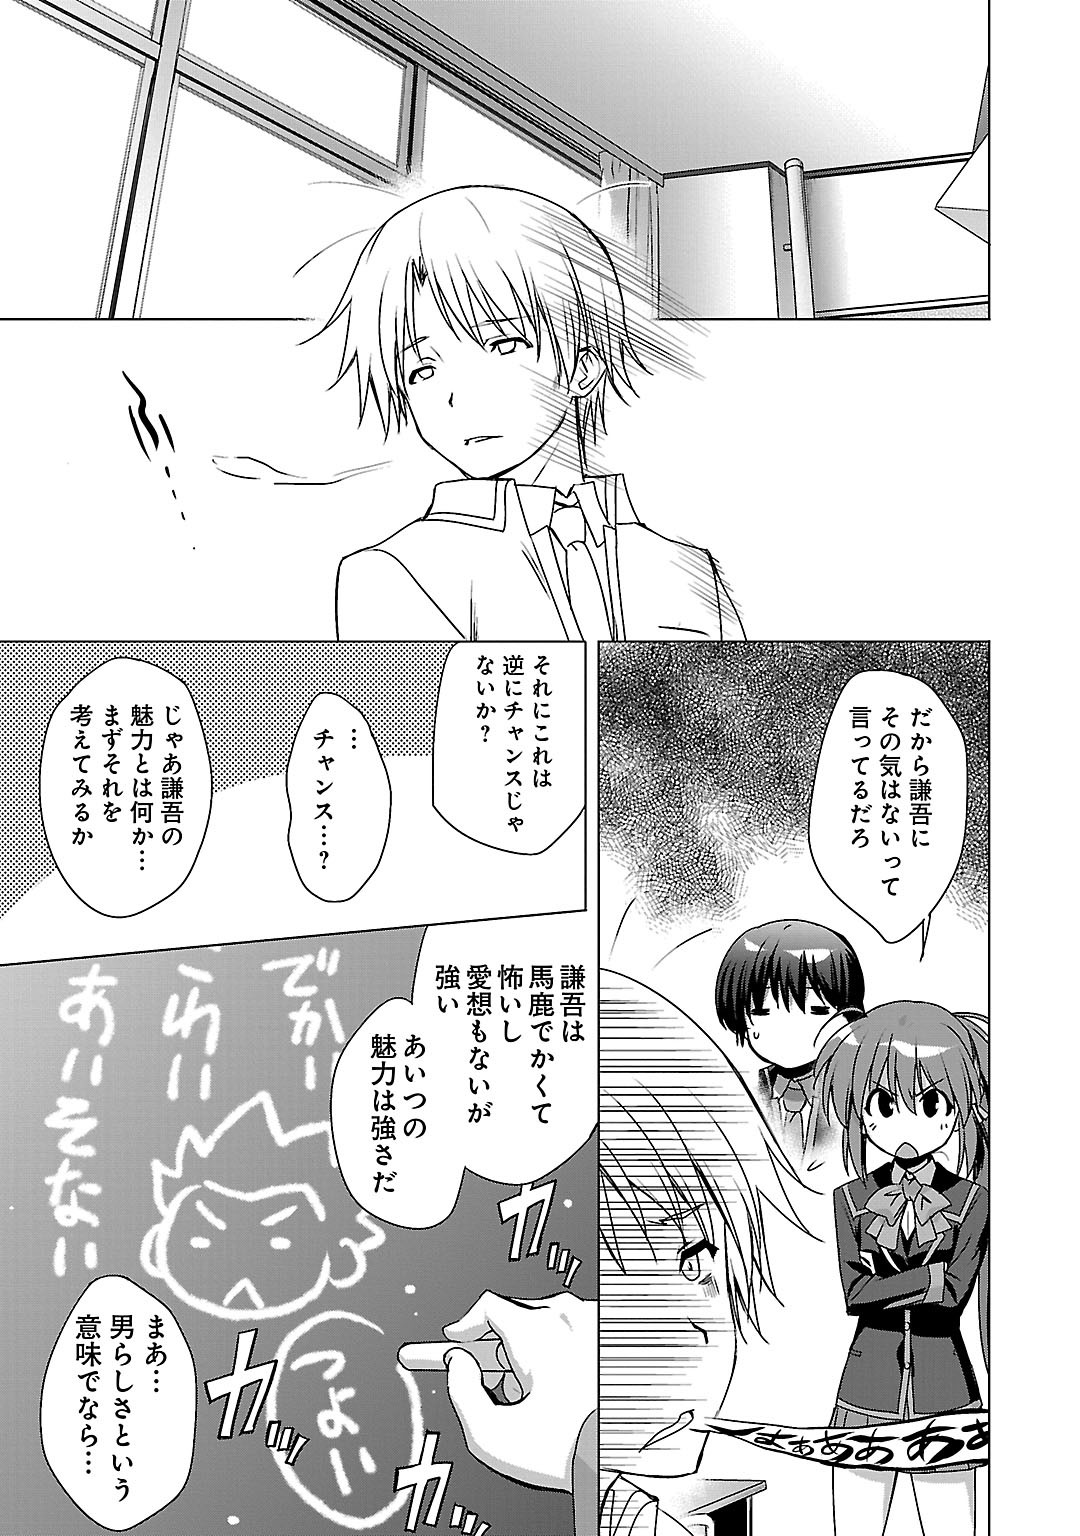 だから謙吾に
その気はないって
言ってるだろ
まぁぁああああ
それにこれは
逆にチャンスじゃ
ないか？
…
チャンス…？
じゃあ謙吾の
魅力とは何か…
まずそれを
考えてみるか
謙吾は
馬鹿でかくて
怖いし
愛想もないが
強い
あいつの
魅力は強さだ
でかい
こわい
あいそない
つよい
カッ
カッ
カッ
まあ…
男らしさという
意味でなら…